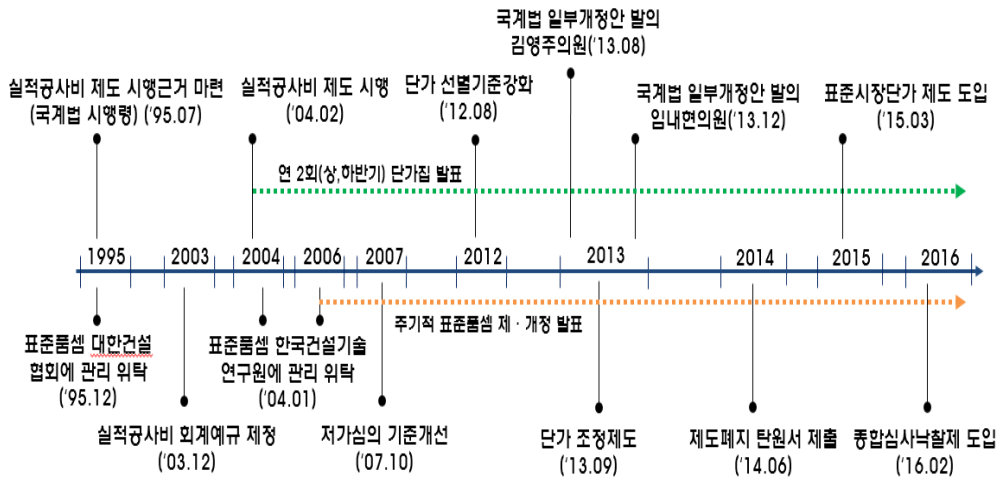 국계법 일부개정안 발의
김영주의원('13.08)
실적공사비 제도 시행근거 마련
(국계법 시행령) ('95.07)
실적공사비 제도 시행
('04.02)
단가 선별기준강화
('12.08)
국계법 일부개정안 발의
임내현의원('13.12)
표준시장단가 제도 도입
('15.03)
연 2회(상,하반기) 단가집 발표
1995 2003 2004 2006 2007 2012 2013 2014 2015 2016
주기적 표준품셈 제·개정 발표
표준품셈 대한건설
협회에 관리 위탁
('95.12)
표준품셈 한국건설기술
연구원에 관리 위탁
('04.01)
실적공사비 회계예규 제정
('03.12)
저가심의 기준개선
('07.10)
단가 조정제도
('13.09)
제도폐지 탄원서 제출
('14.06)
종합심사낙찰제 도입
('16.02)